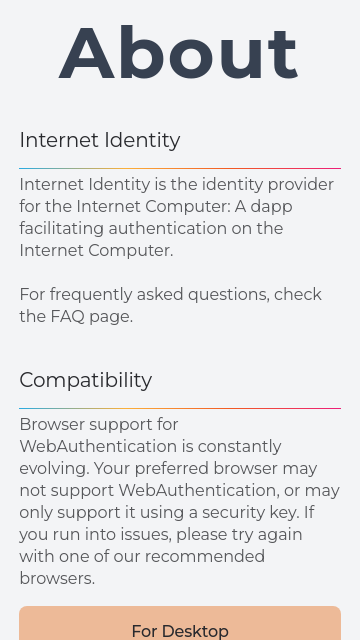 About
Internet Identity
Internet Identity is the identity provider
for the Internet Computer: A dapp
facilitating authentication on the
Internet Computer.
For frequently asked questions, check
the FAQ page.
Compatibility
Browser support for
WebAuthentication is constantly
evolving. Your preferred browser may
not support WebAuthentication, or may
only support it using a security key. If
you run into issues, please try again
with one of our recommended
browsers.
For Desktop